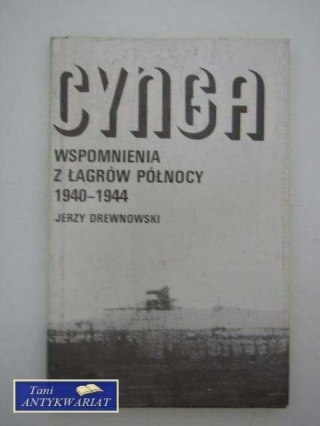 CYNGA
WSPOMNIENIA
Z ŁAGRÓW PÓŁNOCY
1940-1944
JERZY DREWNOWSKI
Tani
ANTYKWARIAT